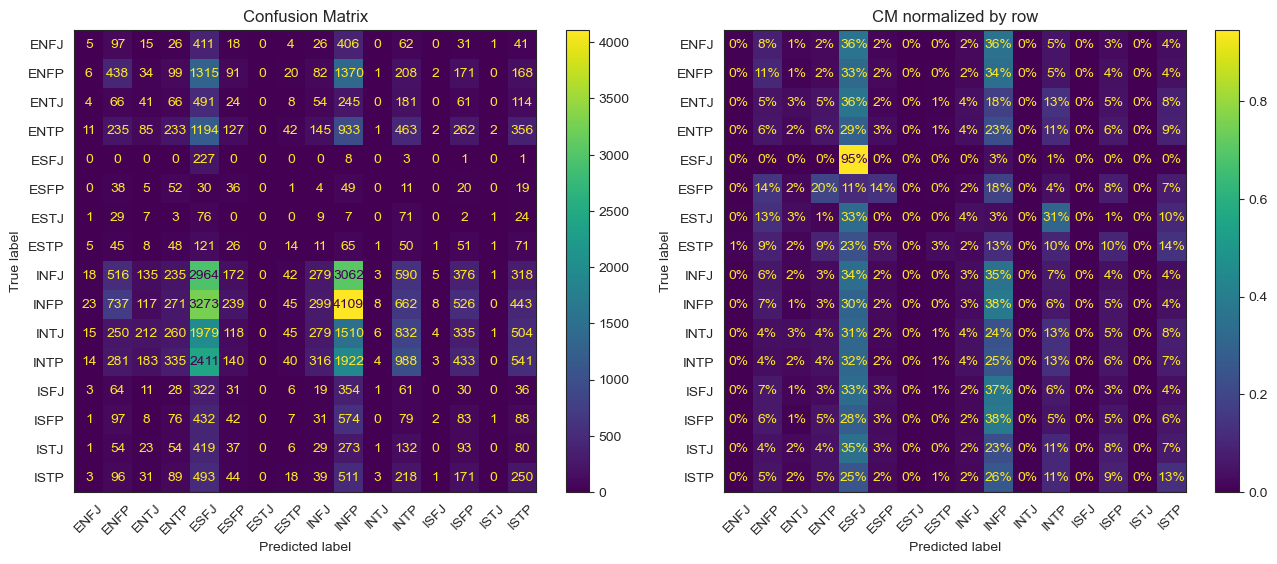 Confusion Matrix
ENFJ 5 97 15 26 411 18 0 4 26 406 0 62 0 31 1 41
ENFP 6 438 34 99 1315 91 0 20 82 1370 1 208 2 171 0 168
ENTJ 4 66 41 66 491 24 0 8 54 245 0 181 0 61 0 114
ENTP 11 235 85 233 1194 127 0 42 145 933 1 463 2 262 2 356
ESFJ 0 0 0 0 227 0 0 0 0 8 0 3 0 1 0 1
ESFP 0 38 5 52 30 36 0 1 4 49 0 11 0 20 0 19
ESTJ 1 29 7 3 76 0 0 0 9 7 0 71 0 2 1 24
ESTP 5 45 8 48 121 26 0 14 11 65 1 50 1 51 1 71
INFJ 18 516 135 235 2964 172 0 42 279 3062 3 590 5 376 1 318
INFP 23 737 117 271 3273 239 0 45 299 4109 8 662 8 526 0 443
INTJ 15 250 212 260 1979 118 0 45 279 1510 6 832 4 335 1 504
INTP 14 281 183 335 2411 140 0 40 316 1922 4 988 3 433 0 541
ISFJ 3 64 11 28 322 31 0 6 19 354 1 61 0 30 0 36
ISFP 1 97 8 76 432 42 0 7 31 574 0 79 2 83 0 88
ISTJ 1 54 23 54 419 37 0 6 29 273 1 132 0 93 0 80
ISTP 3 96 31 89 493 44 0 18 39 511 3 218 1 171 0 250
ENFJ ENFP ENTJ ENTP ESFJ ESFP ESTJ ESTP INFJ INFP INTJ INTP ISFJ ISFP ISTJ ISTP
Predicted label
True label
4000
3500
3000
2500
2000
1500
1000
500
0
CM normalized by row
ENFJ 0% 8% 1% 2% 36% 2% 0% 0% 2% 36% 0% 5% 0% 3% 0% 4%
ENFP 0% 11% 1% 2% 33% 2% 0% 0% 2% 34% 0% 5% 0% 4% 0% 4%
ENTJ 0% 5% 3% 5% 36% 2% 0% 1% 4% 18% 0% 13% 0% 5% 0% 8%
ENTP 0% 6% 2% 6% 29% 3% 0% 1% 4% 23% 0% 11% 0% 6% 0% 9%
ESFJ 0% 0% 0% 0% 95% 0% 0% 0% 0% 3% 0% 1% 0% 0% 0% 0%
ESFP 0% 14% 2% 20% 11% 14% 0% 0% 2% 18% 0% 4% 0% 8% 0% 7%
ESTJ 0% 13% 3% 1% 33% 0% 0% 0% 4% 3% 0% 31% 0% 1% 0% 10%
ESTP 1% 9% 2% 9% 23% 5% 0% 3% 2% 13% 0% 10% 0% 10% 0% 14%
INFJ 0% 6% 2% 3% 34% 2% 0% 0% 3% 35% 0% 7% 0% 4% 0% 4%
INFP 0% 7% 1% 3% 30% 2% 0% 0% 3% 38% 0% 6% 0% 5% 0% 4%
INTJ 0% 4% 3% 4% 31% 2% 0% 1% 4% 24% 0% 13% 0% 5% 0% 8%
INTP 0% 4% 2% 4% 32% 2% 0% 1% 4% 25% 0% 13% 0% 6% 0% 7%
ISFJ 0% 7% 1% 3% 33% 3% 0% 1% 2% 37% 0% 6% 0% 3% 0% 4%
ISFP 0% 6% 1% 5% 28% 3% 0% 0% 2% 38% 0% 5% 0% 5% 0% 6%
ISTJ 0% 4% 2% 4% 35% 3% 0% 0% 2% 23% 0% 11% 0% 8% 0% 7%
ISTP 0% 5% 2% 5% 25% 2% 0% 1% 2% 26% 0% 11% 0% 9% 0% 13%
ENFJ ENFP ENTJ ENTP ESFJ ESFP ESTJ ESTP INFJ INFP INTJ INTP ISFJ ISFP ISTJ ISTP
Predicted label
True label
0.8
0.6
0.4
0.2
0.0